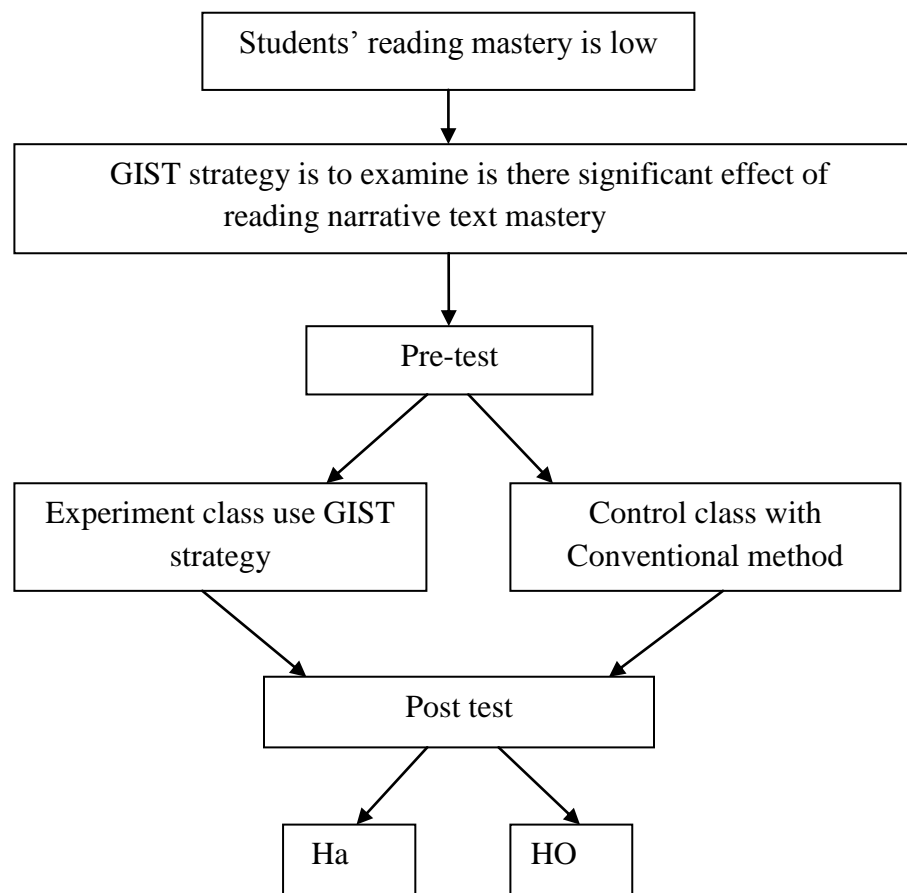 Students’ reading mastery is low
GIST strategy is to examine is there significant effect of
reading narrative text mastery
Pre-test
Experiment class use GIST
strategy
Control class with
Conventional method
Post test
Ha
HO